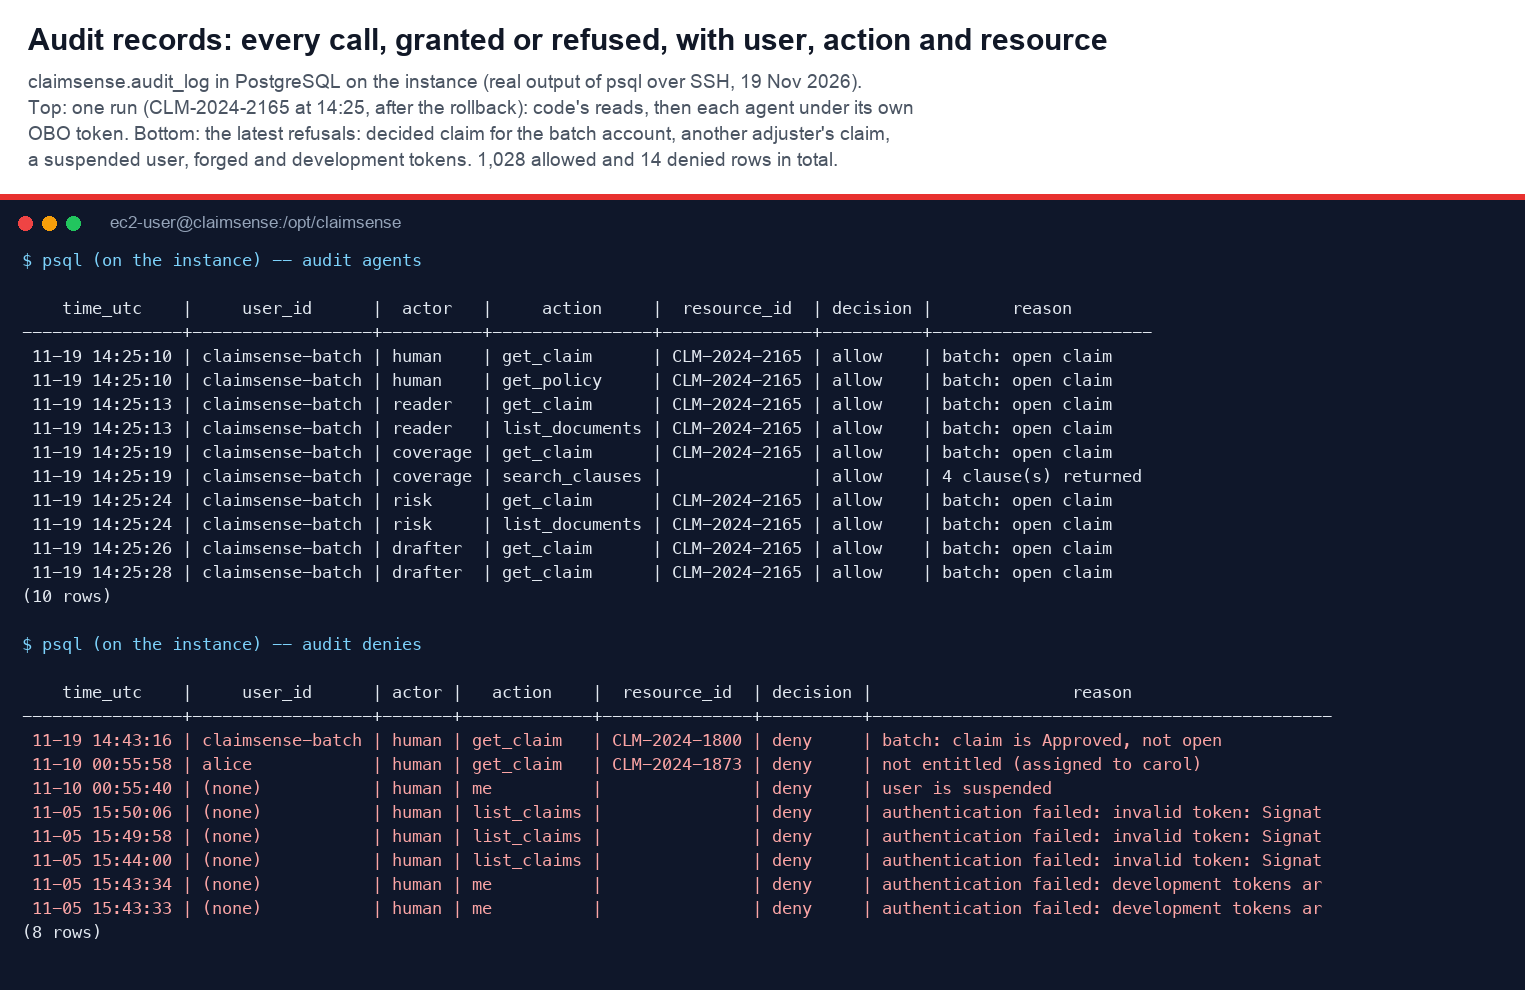 Audit records: every call, granted or refused, with user, action and resource
claimsense.audit_log in PostgreSQL on the instance (real output of psql over SSH, 19 Nov 2026).
Top: one run (CLM-2024-2165 at 14:25, after the rollback): code's reads, then each agent under its own
OBO token. Bottom: the latest refusals: decided claim for the batch account, another adjuster's claim,
a suspended user, forged and development tokens. 1,028 allowed and 14 denied rows in total.
ec2-user@claimsense:/opt/claimsense
$ psql (on the instance) -- audit agents
    time_utc    |     user_id      |  actor   |     action     |  resource_id  | decision |        reason
----------------+------------------+----------+----------------+---------------+----------+----------------------
 11-19 14:25:10 | claimsense-batch | human    | get_claim      | CLM-2024-2165 | allow    | batch: open claim
 11-19 14:25:10 | claimsense-batch | human    | get_policy     | CLM-2024-2165 | allow    | batch: open claim
 11-19 14:25:13 | claimsense-batch | reader   | get_claim      | CLM-2024-2165 | allow    | batch: open claim
 11-19 14:25:13 | claimsense-batch | reader   | list_documents | CLM-2024-2165 | allow    | batch: open claim
 11-19 14:25:19 | claimsense-batch | coverage | get_claim      | CLM-2024-2165 | allow    | batch: open claim
 11-19 14:25:19 | claimsense-batch | coverage | search_clauses |               | allow    | 4 clause(s) returned
 11-19 14:25:24 | claimsense-batch | risk     | get_claim      | CLM-2024-2165 | allow    | batch: open claim
 11-19 14:25:24 | claimsense-batch | risk     | list_documents | CLM-2024-2165 | allow    | batch: open claim
 11-19 14:25:26 | claimsense-batch | drafter  | get_claim      | CLM-2024-2165 | allow    | batch: open claim
 11-19 14:25:28 | claimsense-batch | drafter  | get_claim      | CLM-2024-2165 | allow    | batch: open claim
(10 rows)
$ psql (on the instance) -- audit denies
    time_utc    |     user_id      | actor |   action    |  resource_id  | decision |                    reason
----------------+------------------+-------+-------------+---------------+----------+----------------------------------------------
 11-19 14:43:16 | claimsense-batch | human | get_claim   | CLM-2024-1800 | deny     | batch: claim is Approved, not open
 11-10 00:55:58 | alice            | human | get_claim   | CLM-2024-1873 | deny     | not entitled (assigned to carol)
 11-10 00:55:40 | (none)           | human | me          |               | deny     | user is suspended
 11-05 15:50:06 | (none)           | human | list_claims |               | deny     | authentication failed: invalid token: Signat
 11-05 15:49:58 | (none)           | human | list_claims |               | deny     | authentication failed: invalid token: Signat
 11-05 15:44:00 | (none)           | human | list_claims |               | deny     | authentication failed: invalid token: Signat
 11-05 15:43:34 | (none)           | human | me          |               | deny     | authentication failed: development tokens ar
 11-05 15:43:33 | (none)           | human | me          |               | deny     | authentication failed: development tokens ar
(8 rows)